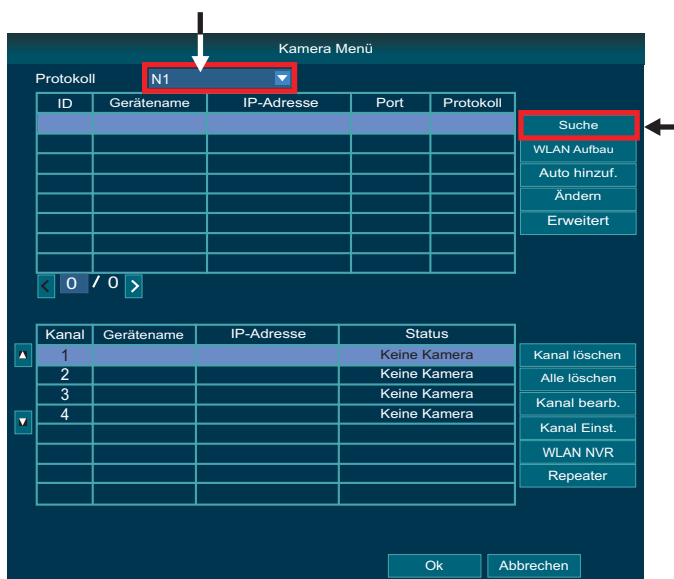 Kamera Menü
Protokoll N1
ID Gerätename IP-Adresse Port Protokoll
Suche
WLAN Aufbau
Auto hinzuf.
Ändern
Erweitert
< 0 / 0 >
Kanal Gerätename IP-Adresse Status
1 Keine Kamera
2 Keine Kamera
3 Keine Kamera
4 Keine Kamera
Kanal löschen
Alle löschen
Kanal bearb.
Kanal Einst.
WLAN NVR
Repeater
Ok Abbrechen